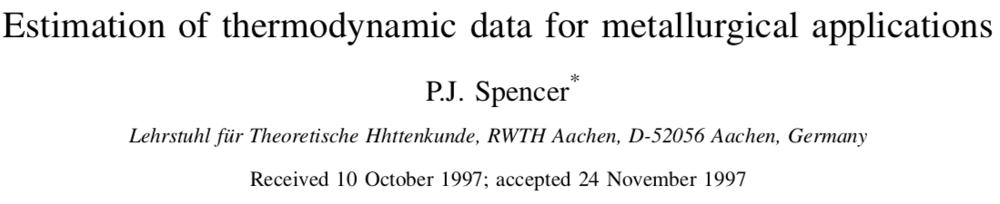 Estimation of thermodynamic data for metallurgical applications
P.J. Spencer*
Lehrstuhl für Theoretische Hhttenkunde, RWTH Aachen, D-52056 Aachen, Germany
Received 10 October 1997; accepted 24 November 1997